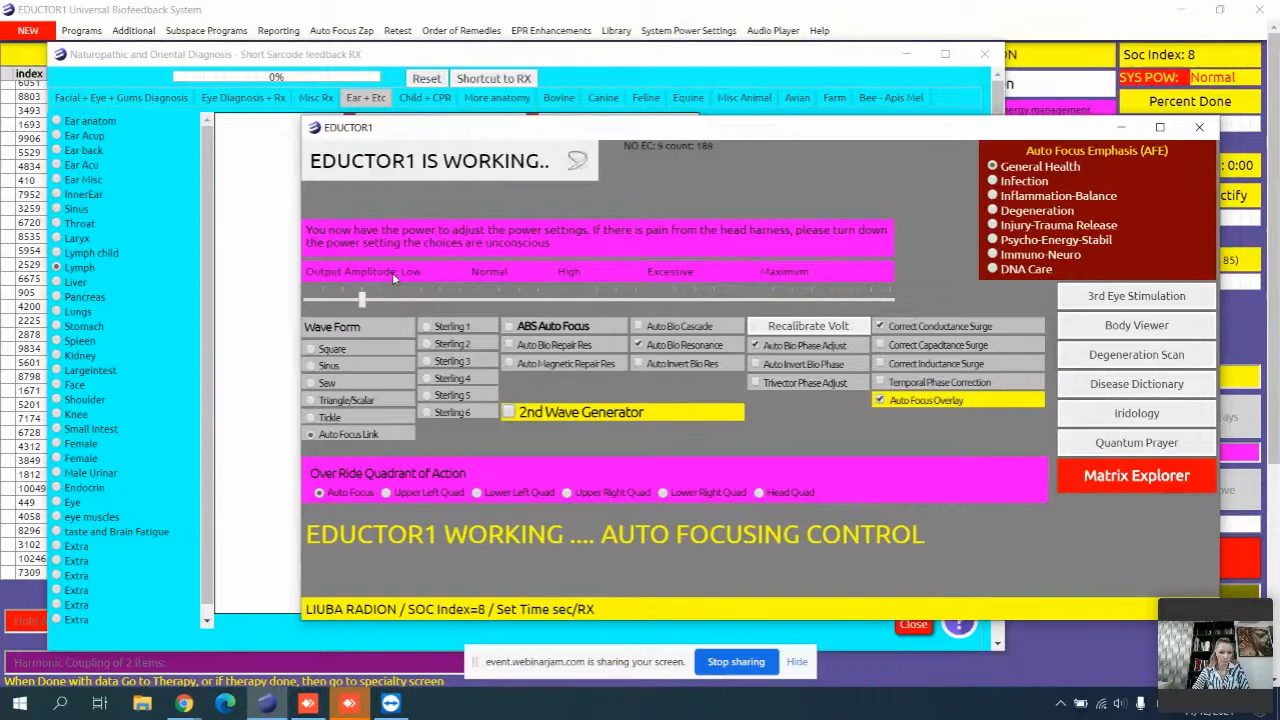 EDUCTOR1 Universal Biofeedback System
NEW Programs Additional Subspace Programs Reporting Auto Focus Zap Retest Order of Remedies EPR Enhancements Library System Power Settings Audio Player Help
Naturopathic and Oriental Diagnosis - Short Sarcode feedback RX
Soc Index: 8
index
0%
Reset
Shortcut to RX
SYS POW: Normal
Percent Done
Facial + Eye + Gums Diagnosis Eye Diagnosis + Rx Misc Rx Ear + Etc Child + CPR More anatomy Bovine Canine Feline Equine Misc Animal Avian Farm Bee - Apis Mel
6051
8803
3493
1693
9906
5529
4834
410
7952
3259
6720
8535
5954
2529
6675
905
4200
9834
5601
8798
5201
7174
6728
4312
3849
1812
10049
449
4058
8296
3102
10246
7309
Ear anatom
Ear Acup
Ear back
Ear Acu
Ear Misc
InnerEar
Sinus
Throat
Laryx
Lymph child
Lymph
Liver
Pancreas
Lungs
Stomach
Spleen
Kidney
Largeintest
Face
Shoulder
Knee
Small Intest
Female
Female
Male Urinar
Endocrin
Eye
eye muscles
taste and Brain Fatigue
Extra
Extra
Extra
Extra
Extra
Extra
EDUCTOR1
EDUCTOR1 IS WORKING..
NO EC: 9 count: 189
Auto Focus Emphasis (AFE)
General Health
Infection
Inflammation-Balance
Degeneration
Injury-Trauma Release
Psycho-Energy-Stabil
Immuno-Neuro
DNA Care
You now have the power to adjust the power settings. If there is pain from the head harness, please turn down
the power setting the choices are unconscious
Output Amplitude: Low Normal High Excessive Maximum
Wave Form
Square
Sinus
Saw
Triangle/Scalar
Tickle
Auto Focus Link
Sterling 1
Sterling 2
Sterling 3
Sterling 4
Sterling 5
Sterling 6
ABS Auto Focus
Auto Bio Repair Res
Auto Magnetic Repair Res
2nd Wave Generator
Auto Bio Cascade
Auto Bio Resonance
Auto Invert Bio Res
Recalibrate Volt
Auto Bio Phase Adjust
Auto Invert Bio Phase
Trivector Phase Adjust
Correct Conductance Surge
Correct Capacitance Surge
Correct Inductance Surge
Temporal Phase Correction
Auto Focus Overlay
3rd Eye Stimulation
Body Viewer
Degeneration Scan
Disease Dictionary
Iridology
Quantum Prayer
Matrix Explorer
Over Ride Quadrant of Action
Auto Focus Upper Left Quad Lower Left Quad Upper Right Quad Lower Right Quad Head Quad
EDUCTOR1 WORKING .... AUTO FOCUSING CONTROL
LIUBA RADION / SOC Index=8 / Set Time sec/RX
Close
?
Harmonic Coupling of 2 items:
When Done with data Go to Therapy, or if therapy done, then go to specialty screen
event.webinarjam.com is sharing your screen.
Stop sharing
Hide